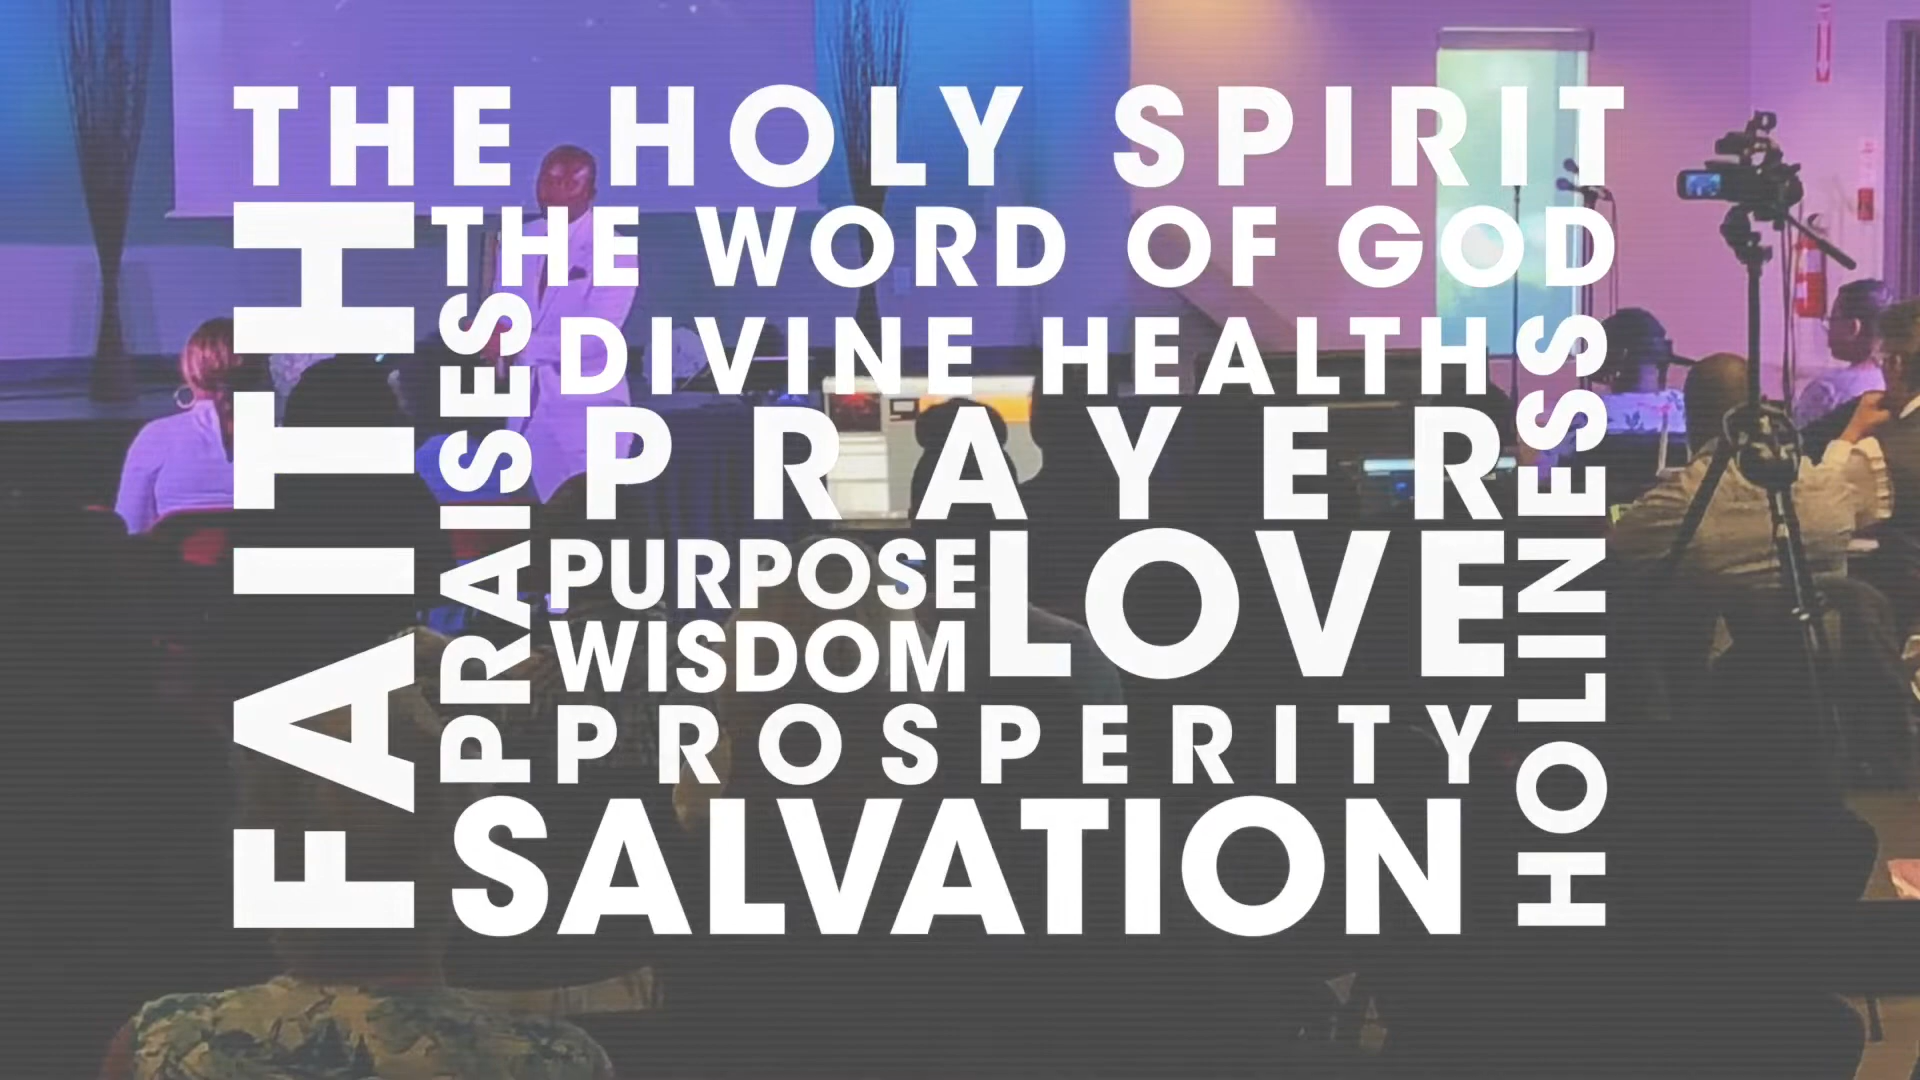 THE HOLY SPIRIT
FAITH
THE WORD OF GOD
PRAISES
DIVINE HEALTH
PRAYER
PURPOSE
LOVE
WISDOM
PROSPERITY
SALVATION
HOLINESS